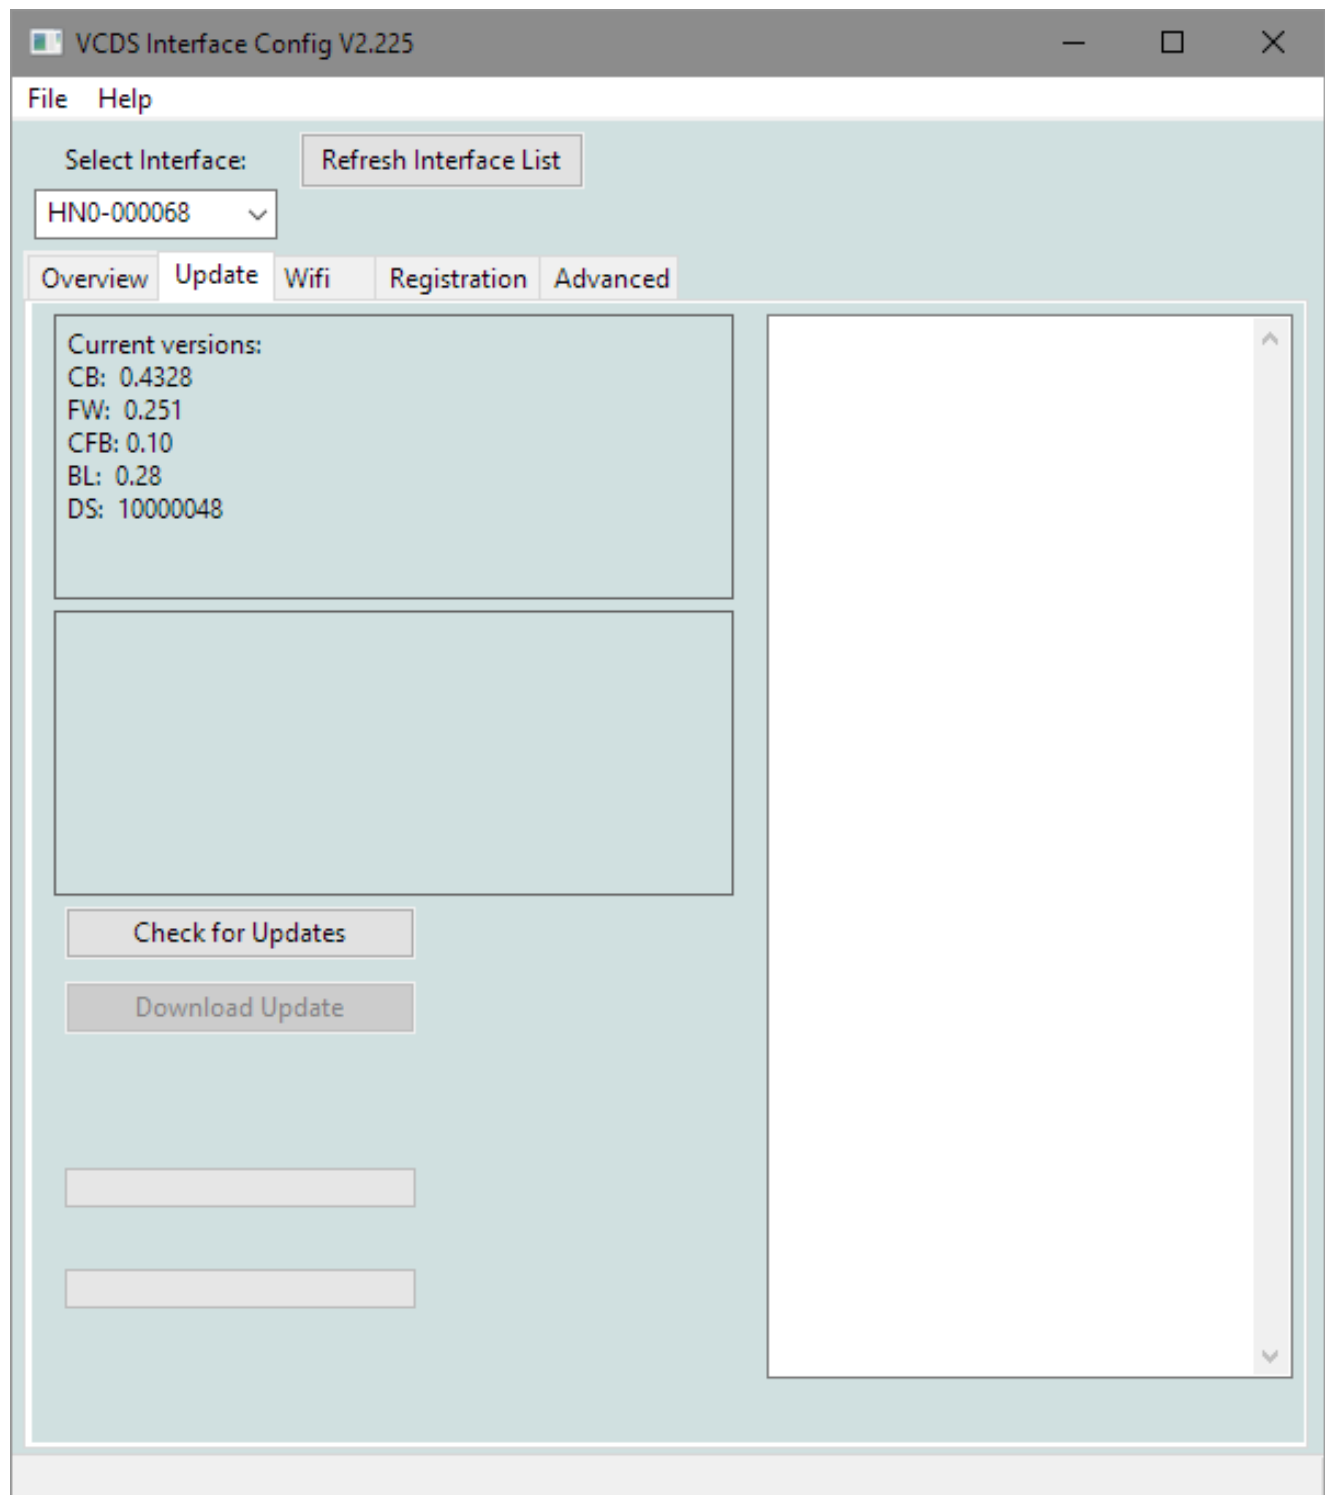 VCDS Interface Config V2.225
File Help
Select Interface: Refresh Interface List
HN0-000068
Overview Update Wifi Registration Advanced
Current versions:
CB: 0.4328
FW: 0.251
CFB: 0.10
BL: 0.28
DS: 10000048
Check for Updates
Download Update